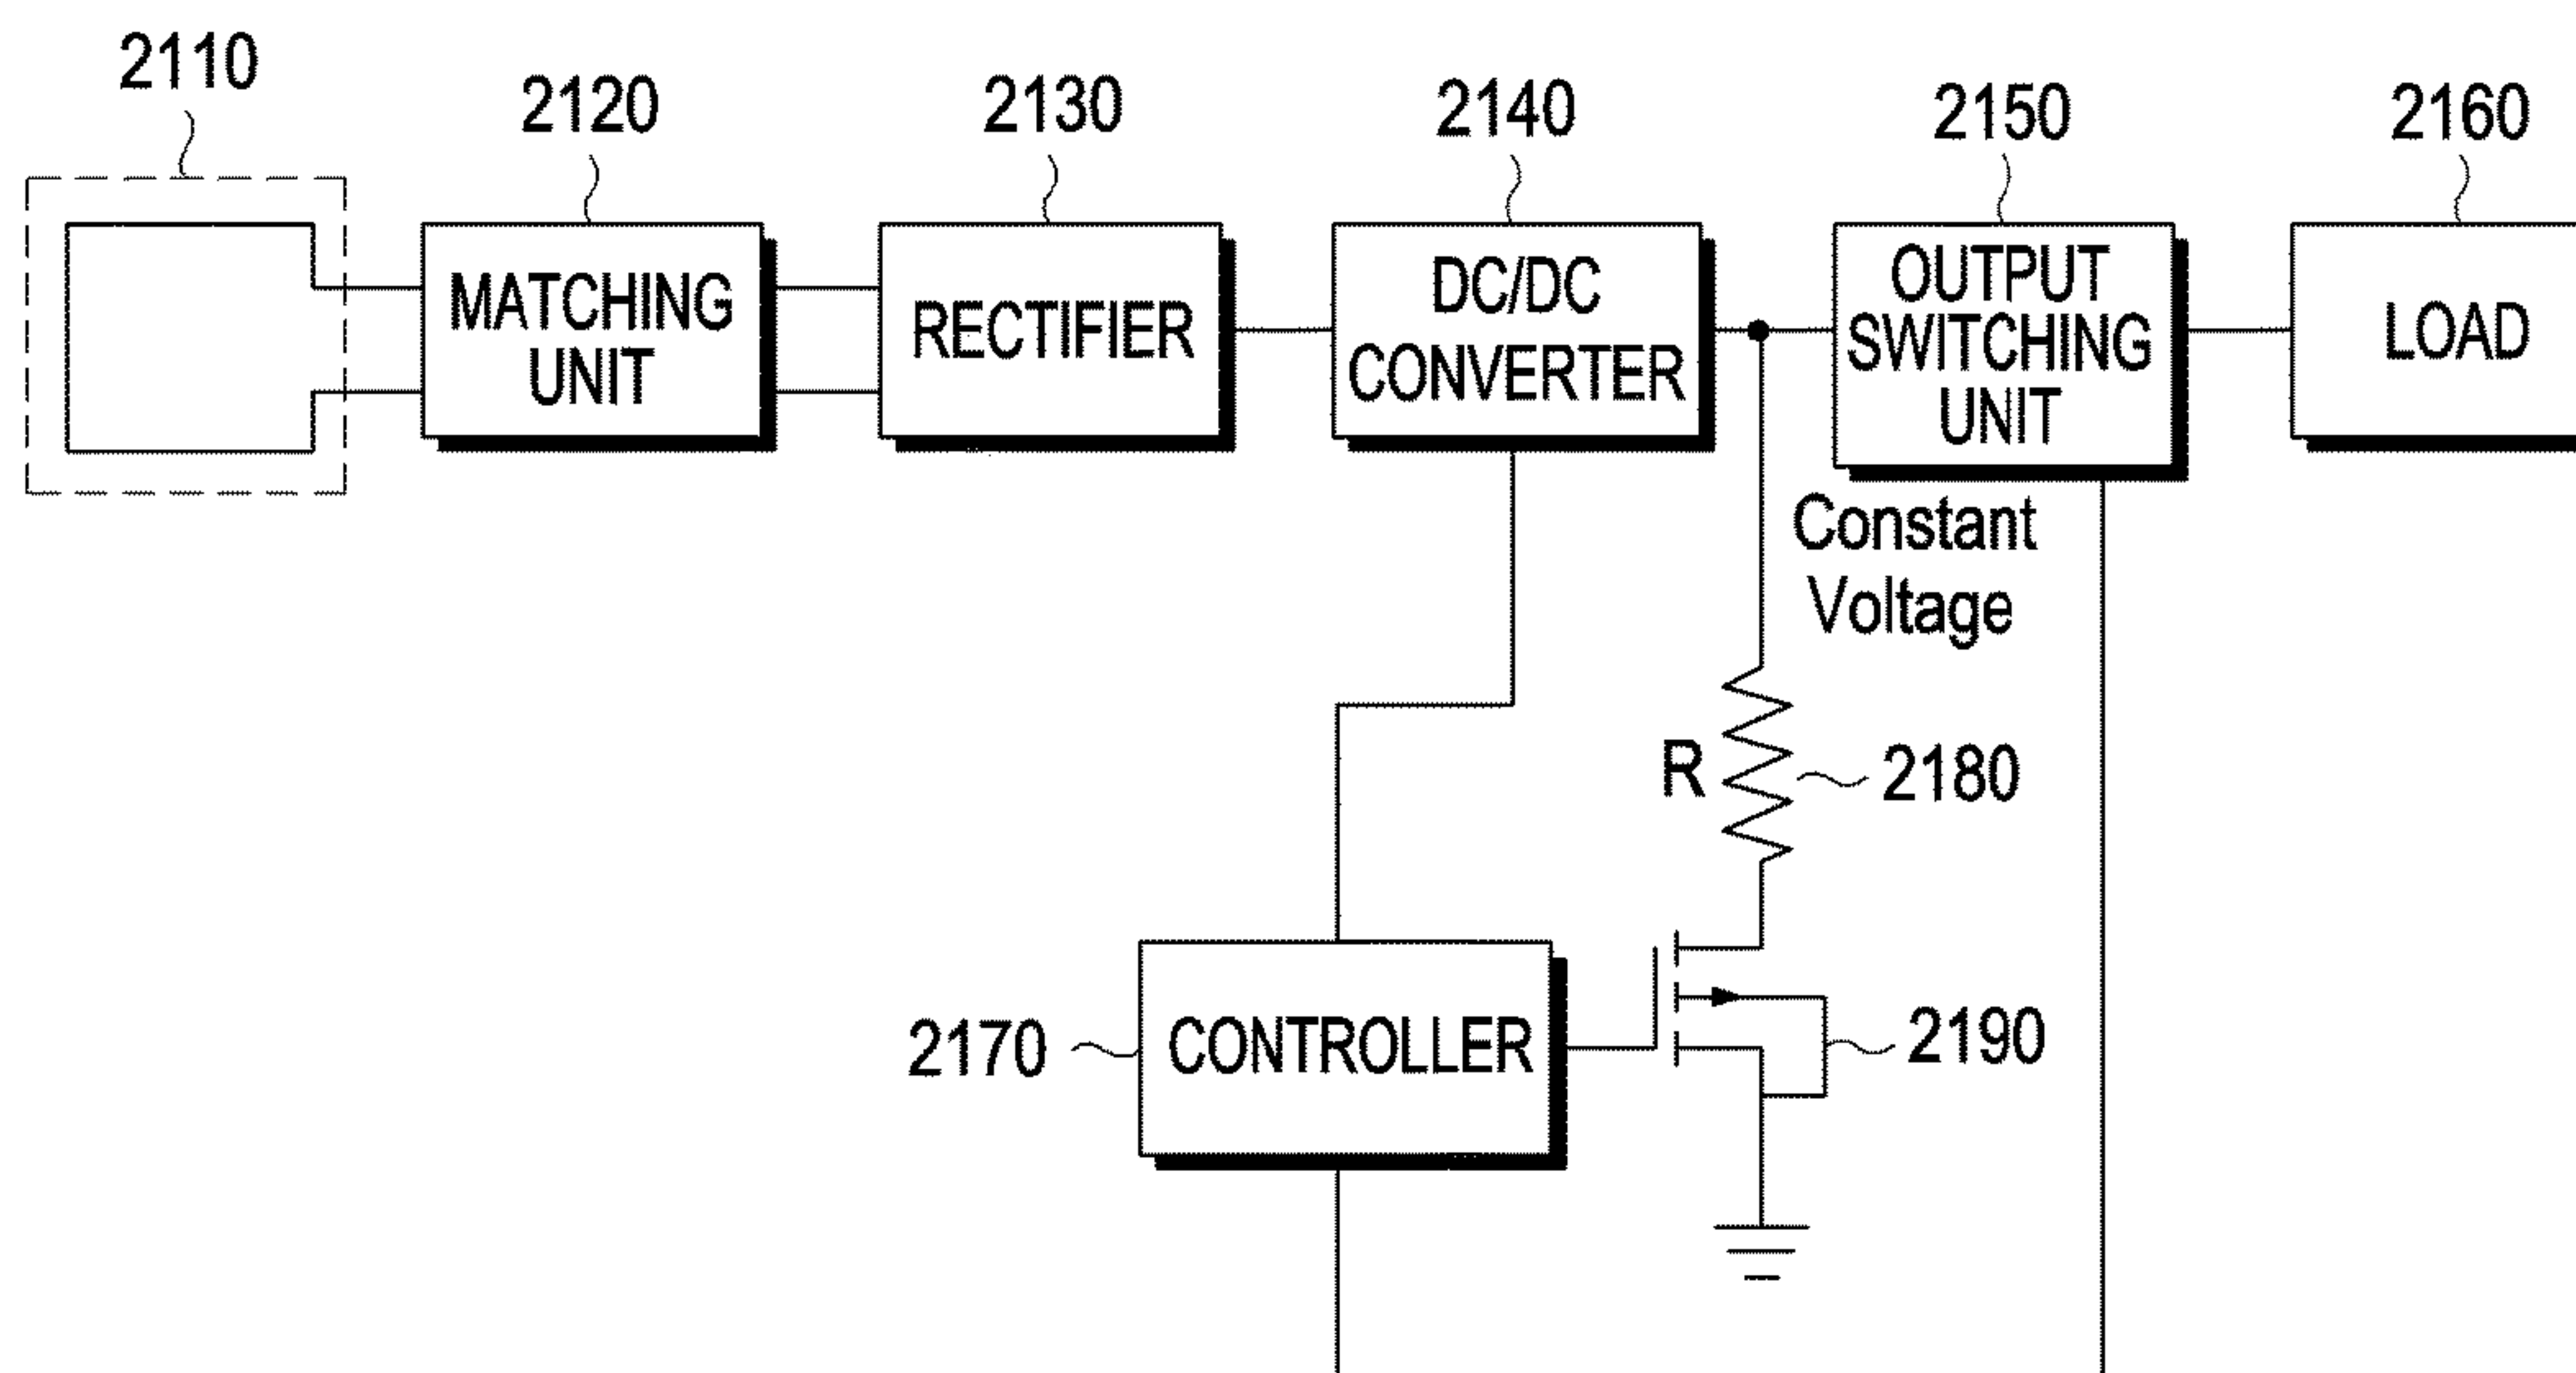 2110
2120
2130
2140
2150
2160
MATCHING
UNIT
RECTIFIER
DC/DC
CONVERTER
OUTPUT
SWITCHING
UNIT
LOAD
Constant
Voltage
R
2180
2170
CONTROLLER
2190